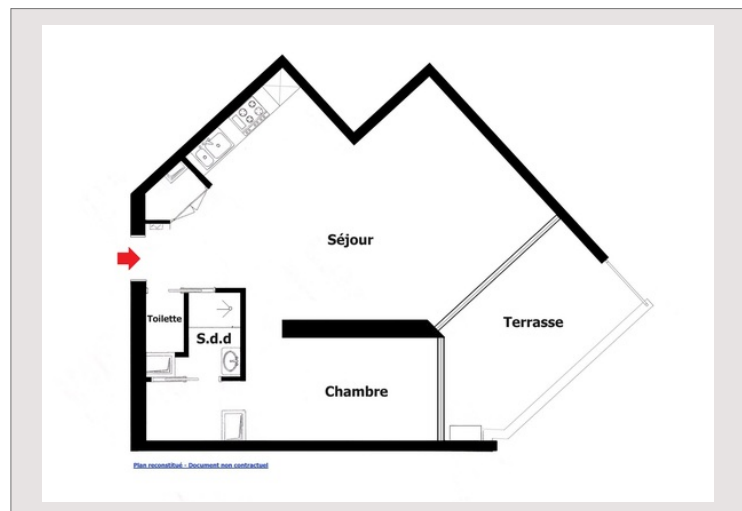 Séjour
Toilette
S.d.d
Terrasse
Chambre
Plan reconstitué - Document non contractuel